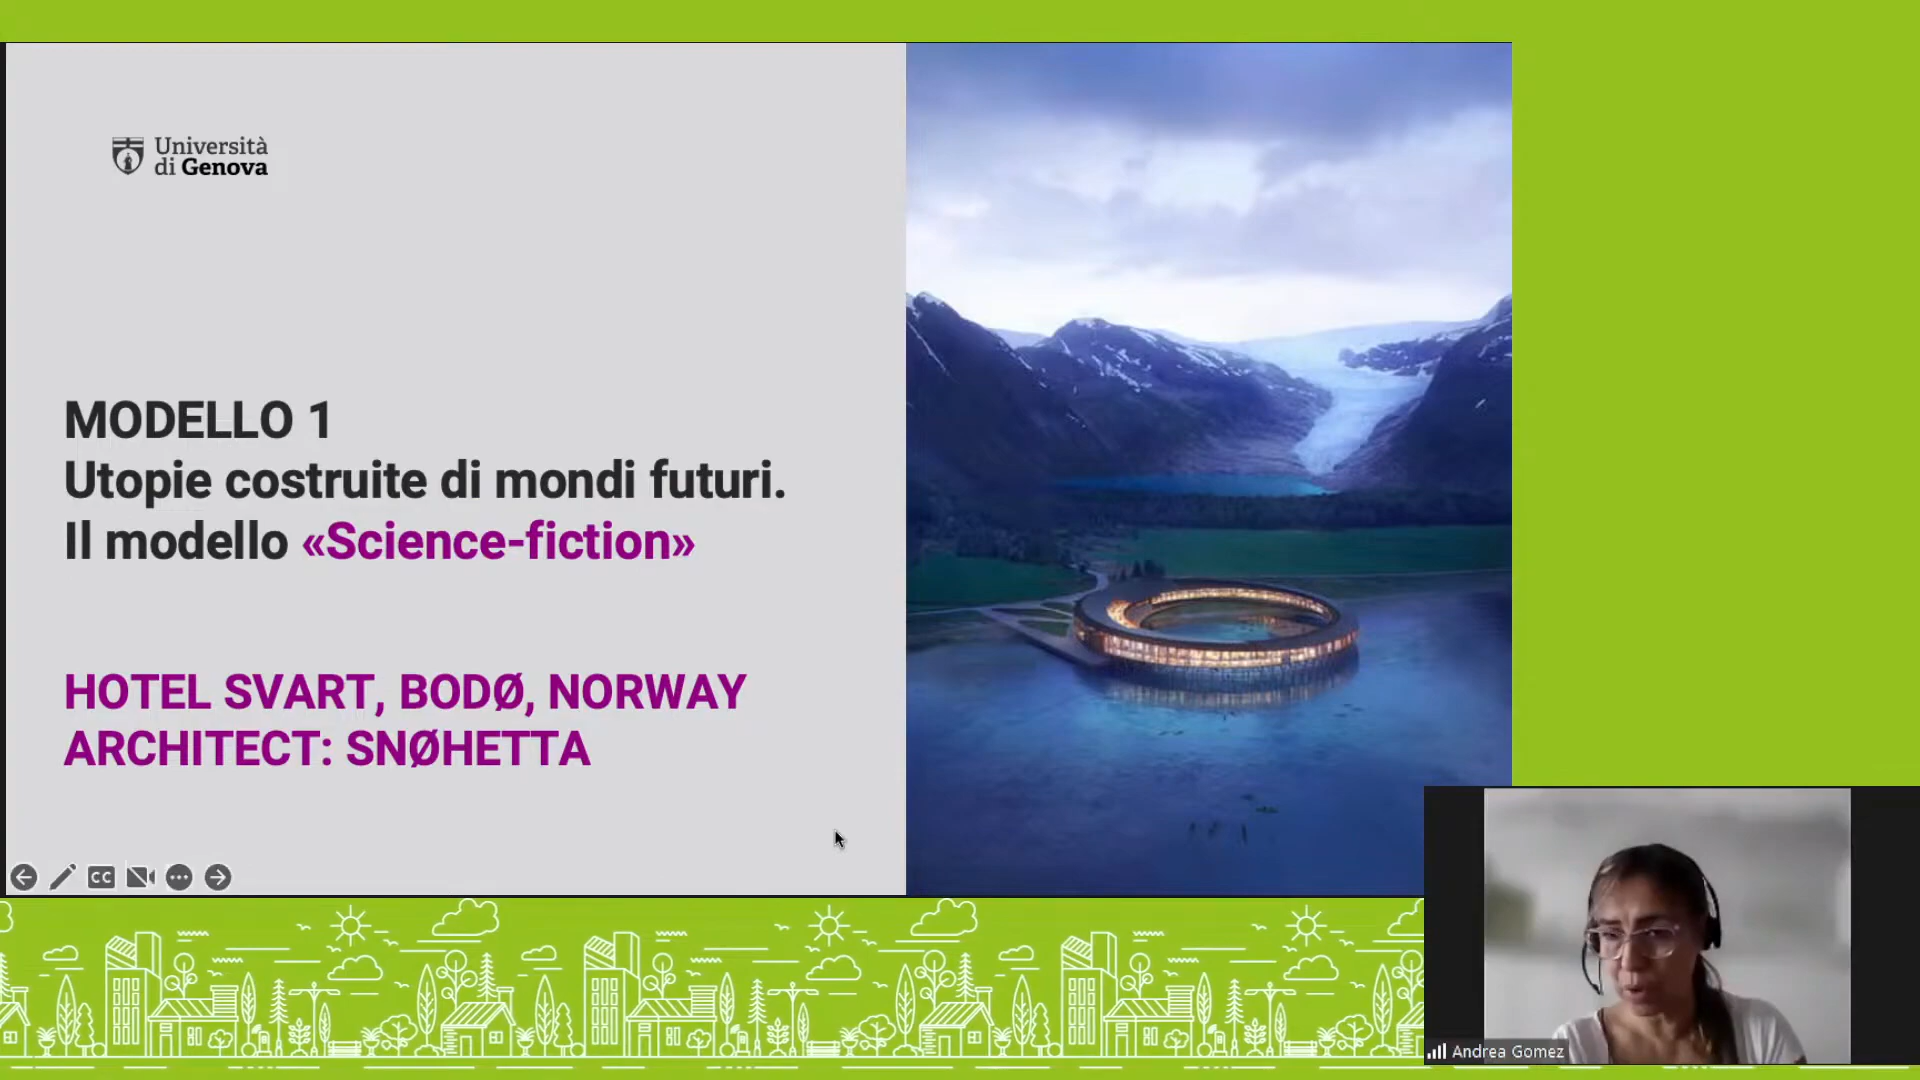 Università
di Genova
MODELLO 1
Utopie costruite di mondi futuri.
Il modello «Science-fiction»
HOTEL SVART, BODØ, NORWAY
ARCHITECT: SNØHETTA
CC
Andrea Gomez